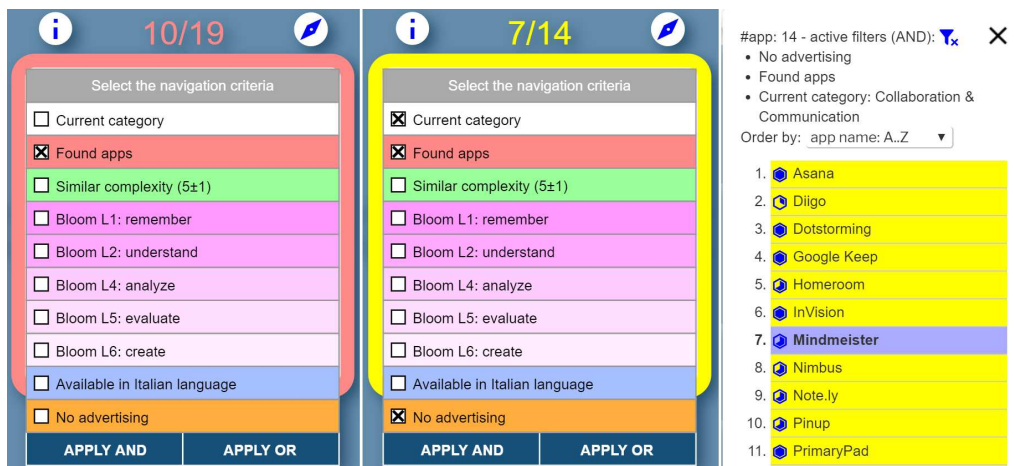 i
10/19
Select the navigation criteria
Current category
Found apps
Similar complexity (5±1)
Bloom L1: remember
Bloom L2: understand
Bloom L4: analyze
Bloom L5: evaluate
Bloom L6: create
Available in Italian language
No advertising
APPLY AND APPLY OR
i
7/14
Select the navigation criteria
Current category
Found apps
Similar complexity (5±1)
Bloom L1: remember
Bloom L2: understand
Bloom L4: analyze
Bloom L5: evaluate
Bloom L6: create
Available in Italian language
No advertising
APPLY AND APPLY OR
#app: 14 - active filters (AND):
• No advertising
• Found apps
• Current category: Collaboration &
Communication
Order by: app name: A..Z
1. Asana
2. Diigo
3. Dotstorming
4. Google Keep
5. Homeroom
6. InVision
7. Mindmeister
8. Nimbus
9. Note.ly
10. Pinup
11. PrimaryPad